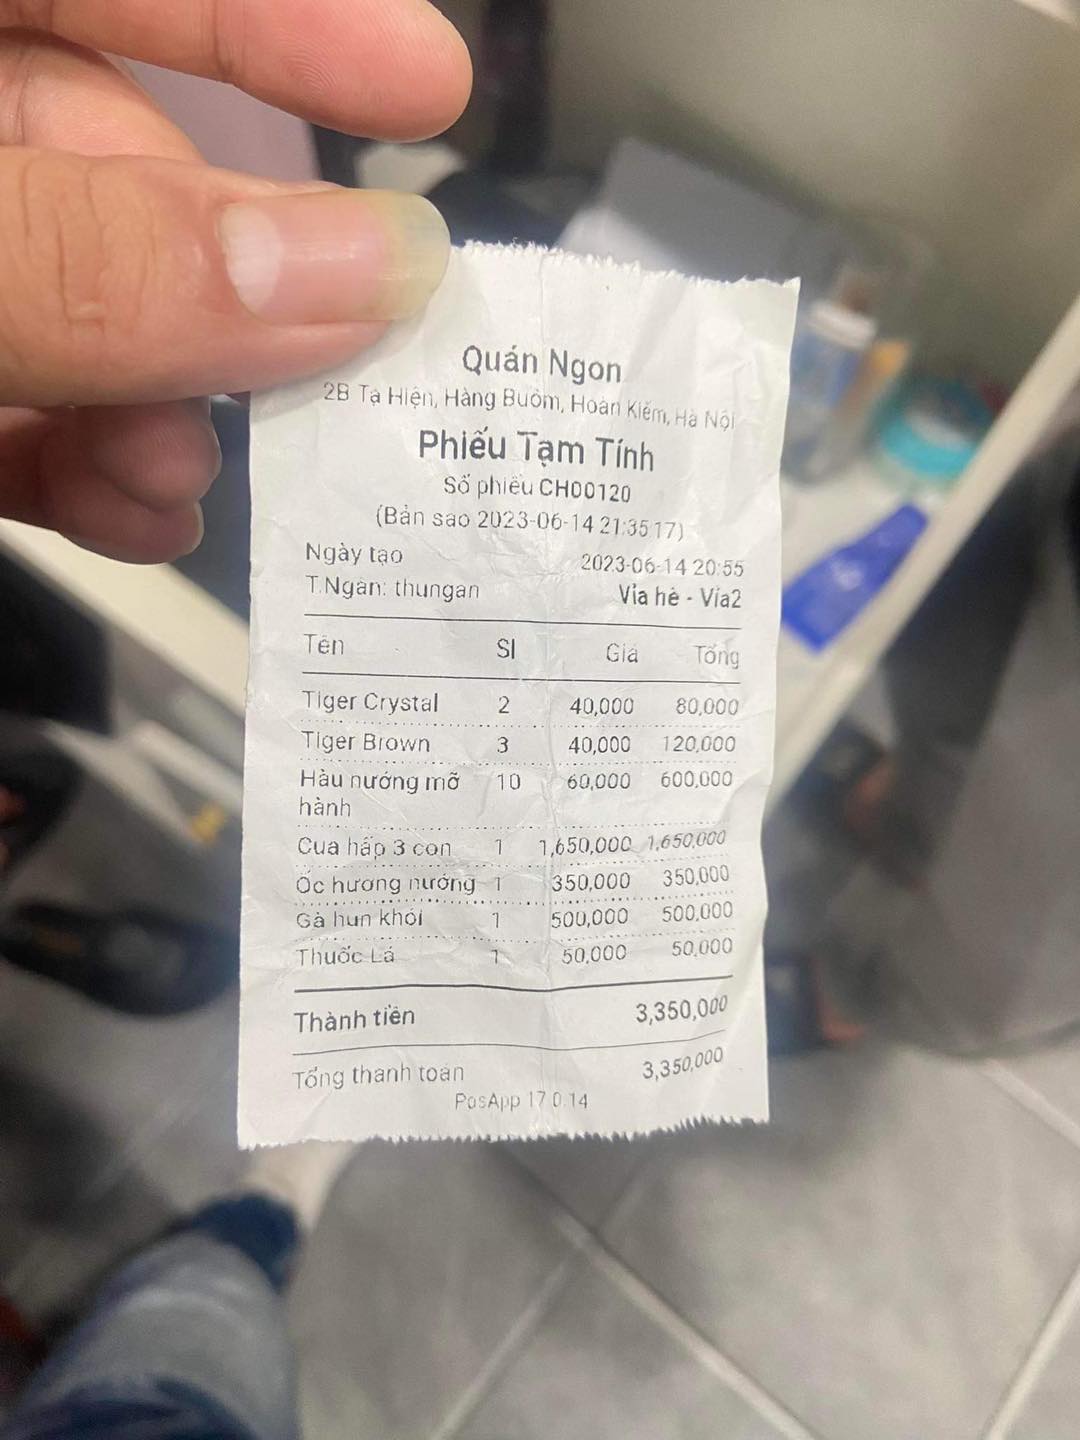 Quán Ngon
2B Tạ Hiện, Hàng Buồm, Hoàn Kiếm, Hà Nội
Phiếu Tạm Tính
Số phiếu CH00120
(Bản sao 2023-06-14 21:35:17)
Ngày tạo 2023-06-14 20:55
T.Ngân: thungan Vỉa hè - Vỉa2
Tên Sl Giá Tổng
Tiger Crystal 2 40,000 80,000
Tiger Brown 3 40,000 120,000
Hàu nướng mỡ 10 60,000 600,000
hành
Cua hấp 3 con 1 1,650,000 1,650,000
Ốc hương nướng 1 350,000 350,000
Gà hun khói 1 500,000 500,000
Thuốc Lá 1 50,000 50,000
Thành tiền 3,350,000
Tổng thanh toán 3,350,000
PosApp 17.0.14